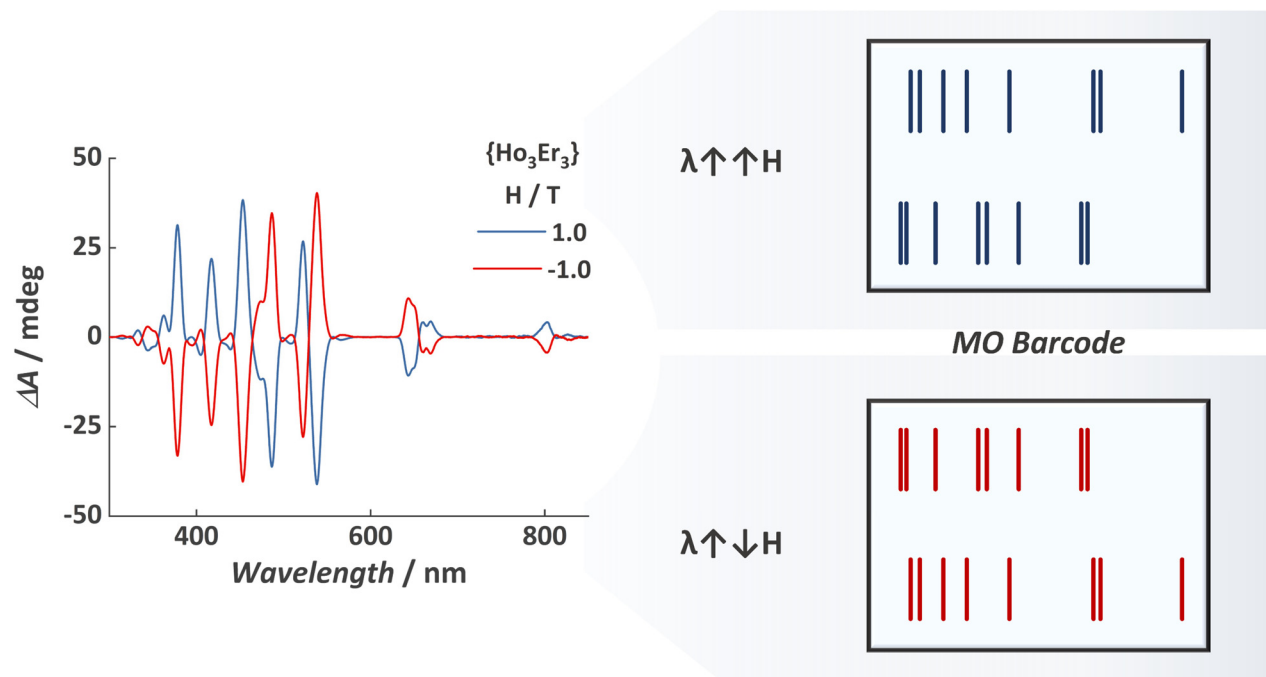 50
25
0
-25
-50
ΔA / mdeg
400
600
800
Wavelength / nm
{Ho₃Er₃}
H / T
1.0
-1.0
λ↑↑H
MO Barcode
λ↑↓H